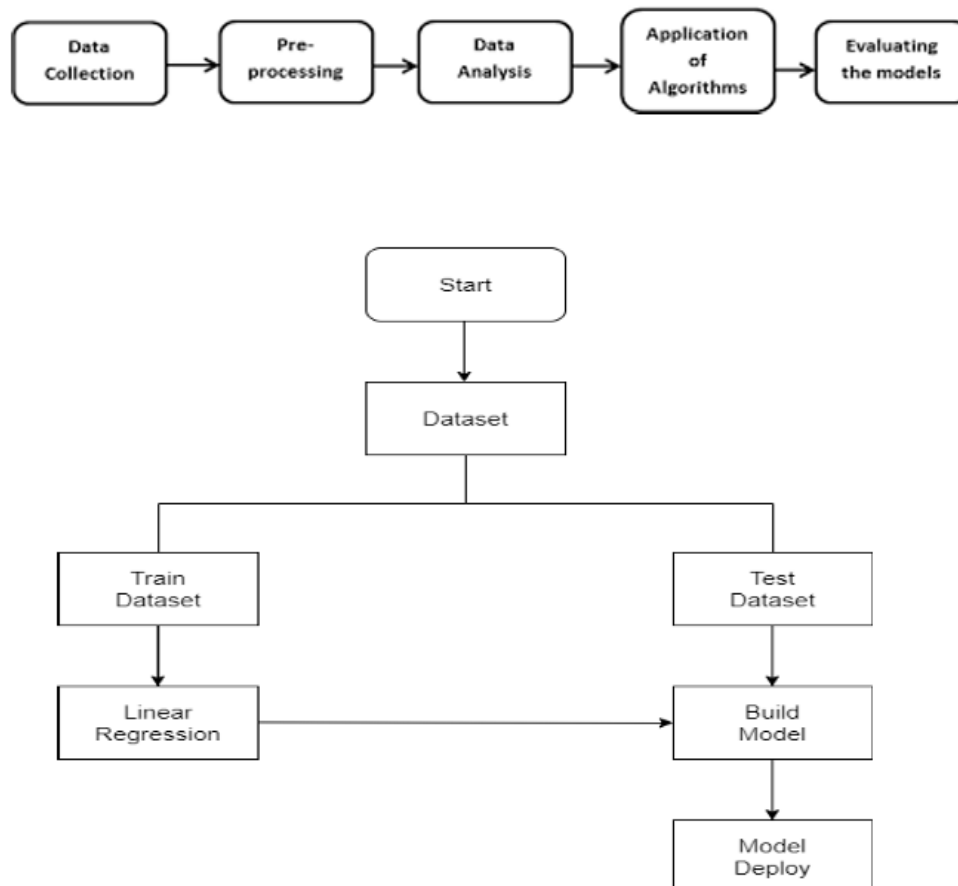 Data
Collection
Pre-
processing
Data
Analysis
Application
of
Algorithms
Evaluating
the models
Start
Dataset
Train
Dataset
Test
Dataset
Linear
Regression
Build
Model
Model
Deploy